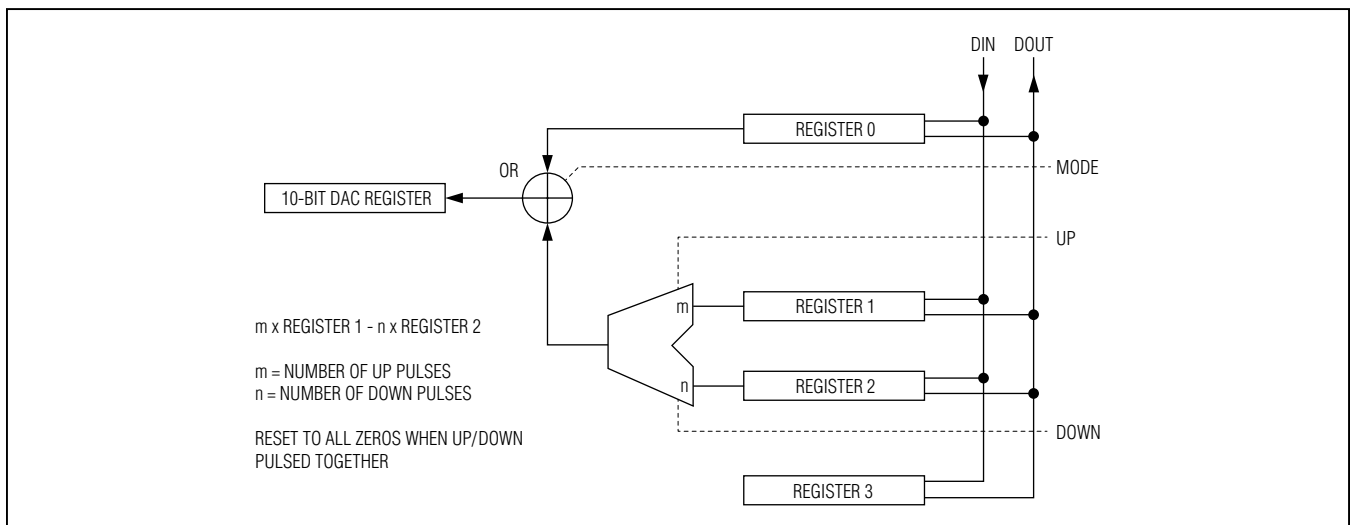 DIN DOUT
REGISTER 0
OR
MODE
10-BIT DAC REGISTER
UP
m
REGISTER 1
m x REGISTER 1 - n x REGISTER 2
m = NUMBER OF UP PULSES
n
REGISTER 2
n = NUMBER OF DOWN PULSES
DOWN
RESET TO ALL ZEROS WHEN UP/DOWN
PULSED TOGETHER
REGISTER 3